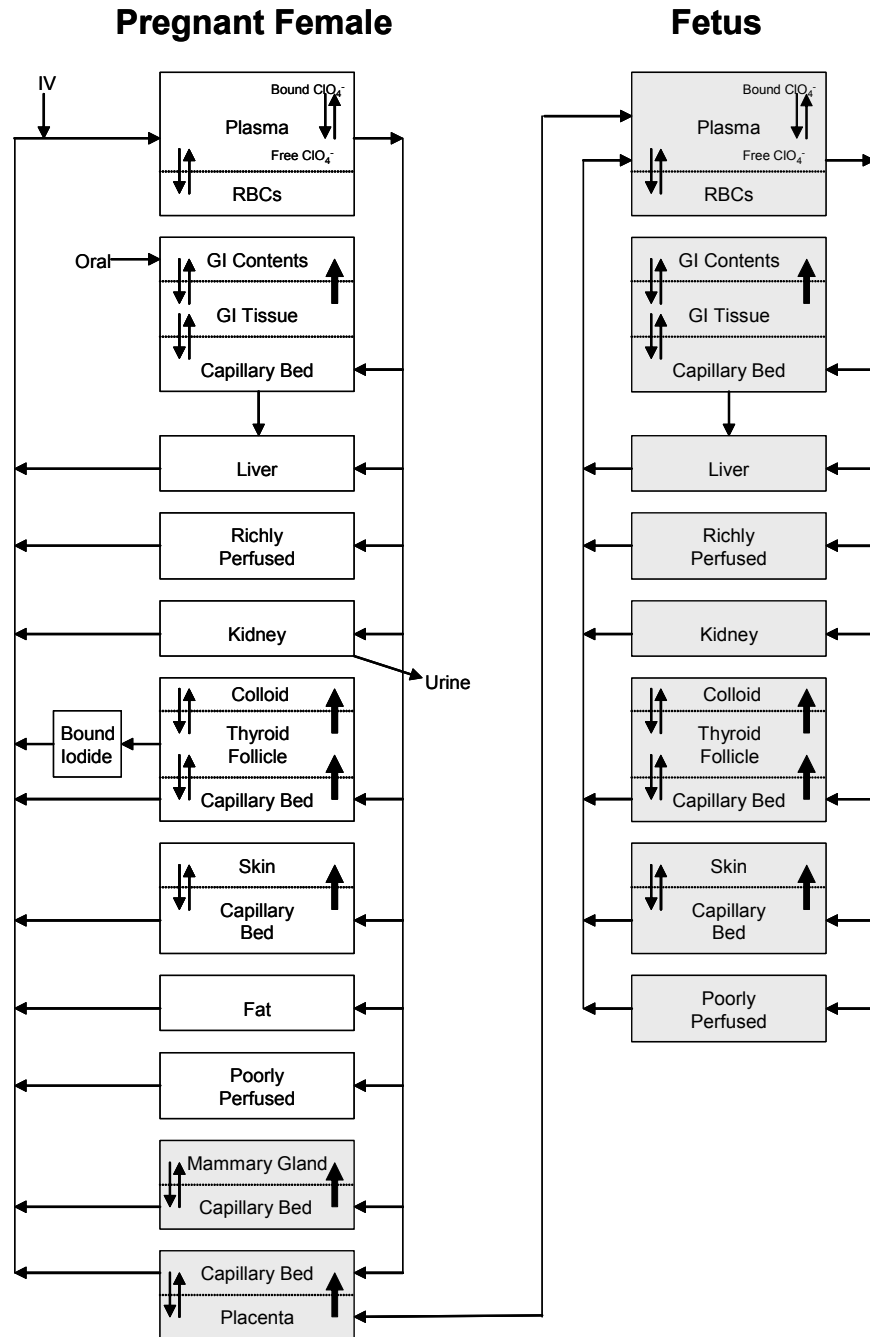 Pregnant Female
IV
Bound ClO₄⁻
Plasma
Free ClO₄⁻
RBCs
Oral
GI Contents
GI Tissue
Capillary Bed
Liver
Richly
Perfused
Kidney
Urine
Colloid
Thyroid
Follicle
Capillary Bed
Bound
Iodide
Skin
Capillary
Bed
Fat
Poorly
Perfused
Mammary Gland
Capillary Bed
Capillary Bed
Placenta
Fetus
Bound ClO₄⁻
Plasma
Free ClO₄⁻
RBCs
GI Contents
GI Tissue
Capillary Bed
Liver
Richly
Perfused
Kidney
Colloid
Thyroid
Follicle
Capillary Bed
Skin
Capillary
Bed
Poorly
Perfused